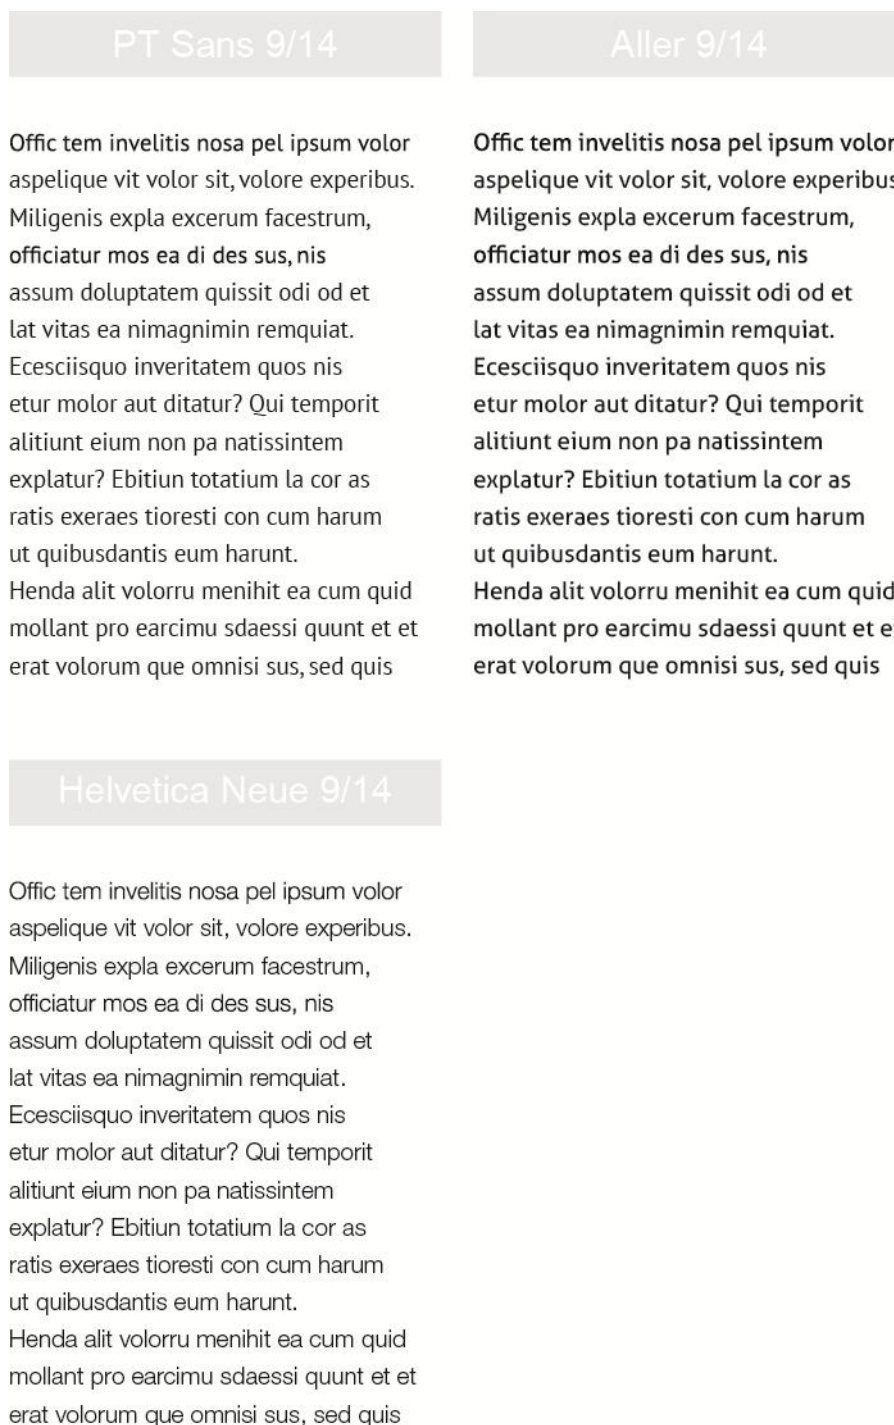 PT Sans 9/14
Offic tem invelitis nosa pel ipsum volor
aspelique vit volor sit, volore experibus.
Miligenis expla excerum facestrum,
officiatur mos ea di des sus, nis
assum doluptatem quissit odi od et
lat vitas ea nimagnimin remquiat.
Ecesciisquo inveritatem quos nis
etur molor aut ditatur? Qui temporit
alitiunt eium non pa natissintem
explatur? Ebitiun totatium la cor as
ratis exeraes tioresti con cum harum
ut quibusdantis eum harunt.
Henda alit volorru menihit ea cum quid
mollant pro earcimu sdaessi quunt et et
erat volorum que omnisi sus, sed quis
Aller 9/14
Offic tem invelitis nosa pel ipsum volor
aspelique vit volor sit, volore experibus
Miligenis expla excerum facestrum,
officiatur mos ea di des sus, nis
assum doluptatem quissit odi od et
lat vitas ea nimagnimin remquiat.
Ecesciisquo inveritatem quos nis
etur molor aut ditatur? Qui temporit
alitiunt eium non pa natissintem
explatur? Ebitiun totatium la cor as
ratis exeraes tioresti con cum harum
ut quibusdantis eum harunt.
Henda alit volorru menihit ea cum quid
mollant pro earcimu sdaessi quunt et e
erat volorum que omnisi sus, sed quis
Helvetica Neue 9/14
Offic tem invelitis nosa pel ipsum volor
aspelique vit volor sit, volore experibus.
Miligenis expla excerum facestrum,
officiatur mos ea di des sus, nis
assum doluptatem quissit odi od et
lat vitas ea nimagnimin remquiat.
Ecesciisquo inveritatem quos nis
etur molor aut ditatur? Qui temporit
alitiunt eium non pa natissintem
explatur? Ebitiun totatium la cor as
ratis exeraes tioresti con cum harum
ut quibusdantis eum harunt.
Henda alit volorru menihit ea cum quid
mollant pro earcimu sdaessi quunt et et
erat volorum que omnisi sus, sed quis